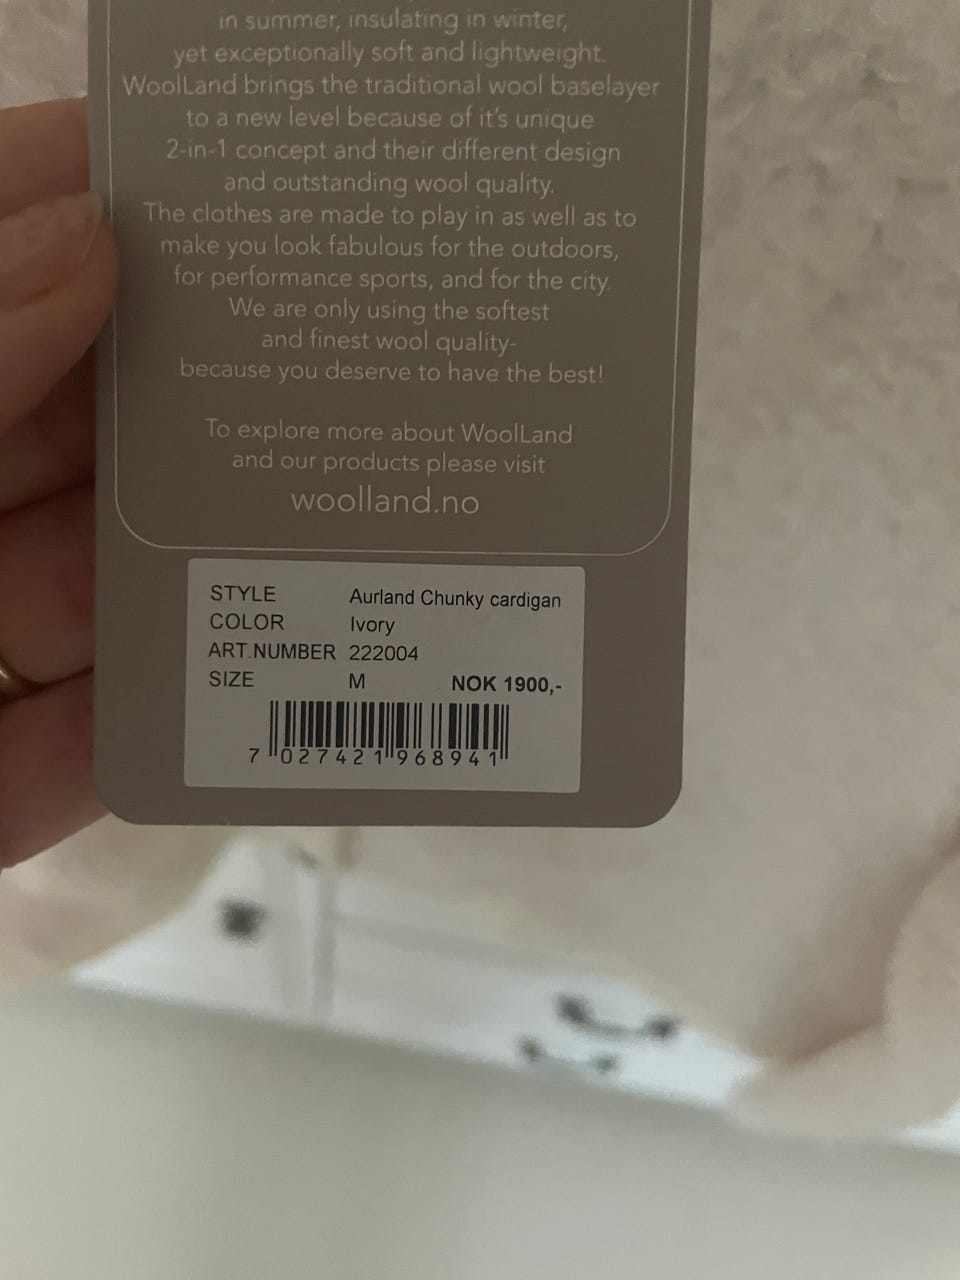 in summer, insulating in winter,
yet exceptionally soft and lightweight.
WoolLand brings the traditional wool baselayer
to a new level because of it's unique
2-in-1 concept and their different design
and outstanding wool quality.
The clothes are made to play in as well as to
make you look fabulous for the outdoors,
for performance sports, and for the city.
We are only using the softest
and finest wool quality-
because you deserve to have the best!
To explore more about WoolLand
and our products please visit
woolland.no
STYLE Aurland Chunky cardigan
COLOR Ivory
ART.NUMBER 222004
SIZE M NOK 1900,-
7 027421 968941